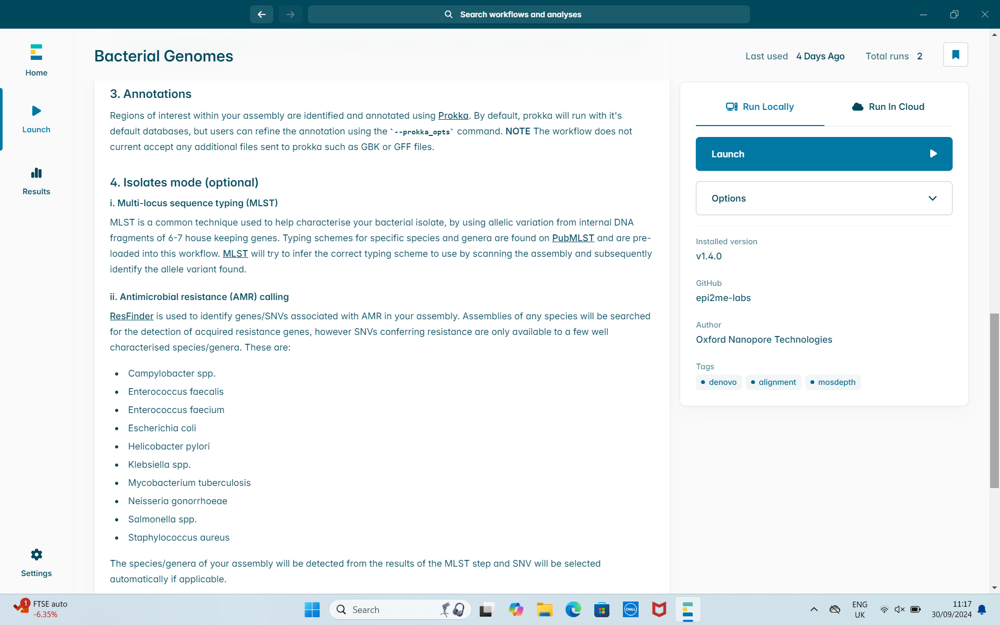 Search workflows and analyses
Home
Launch
Results
Settings
Bacterial Genomes
Last used 4 Days Ago Total runs 2
3. Annotations
Regions of interest within your assembly are identified and annotated using Prokka. By default, prokka will run with it's
default databases, but users can refine the annotation using the `--prokka_opts` command. NOTE The workflow does not
current accept any additional files sent to prokka such as GBK or GFF files.
4. Isolates mode (optional)
i. Multi-locus sequence typing (MLST)
MLST is a common technique used to help characterise your bacterial isolate, by using allelic variation from internal DNA
fragments of 6-7 house keeping genes. Typing schemes for specific species and genera are found on PubMLST and are pre-
loaded into this workflow. MLST will try to infer the correct typing scheme to use by scanning the assembly and subsequently
identify the allele variant found.
ii. Antimicrobial resistance (AMR) calling
ResFinder is used to identify genes/SNVs associated with AMR in your assembly. Assemblies of any species will be searched
for the detection of acquired resistance genes, however SNVs conferring resistance are only available to a few well
characterised species/genera. These are:
• Campylobacter spp.
• Enterococcus faecalis
• Enterococcus faecium
• Escherichia coli
• Helicobacter pylori
• Klebsiella spp.
• Mycobacterium tuberculosis
• Neisseria gonorrhoeae
• Salmonella spp.
• Staphylococcus aureus
The species/genera of your assembly will be detected from the results of the MLST step and SNV will be selected
automatically if applicable.
Run Locally Run In Cloud
Launch
Options
Installed version
v1.4.0
GitHub
epi2me-labs
Author
Oxford Nanopore Technologies
Tags
denovo alignment mosdepth
1
FTSE auto
-6.35%
Search
DELL
ENG
UK
11:17
30/09/2024